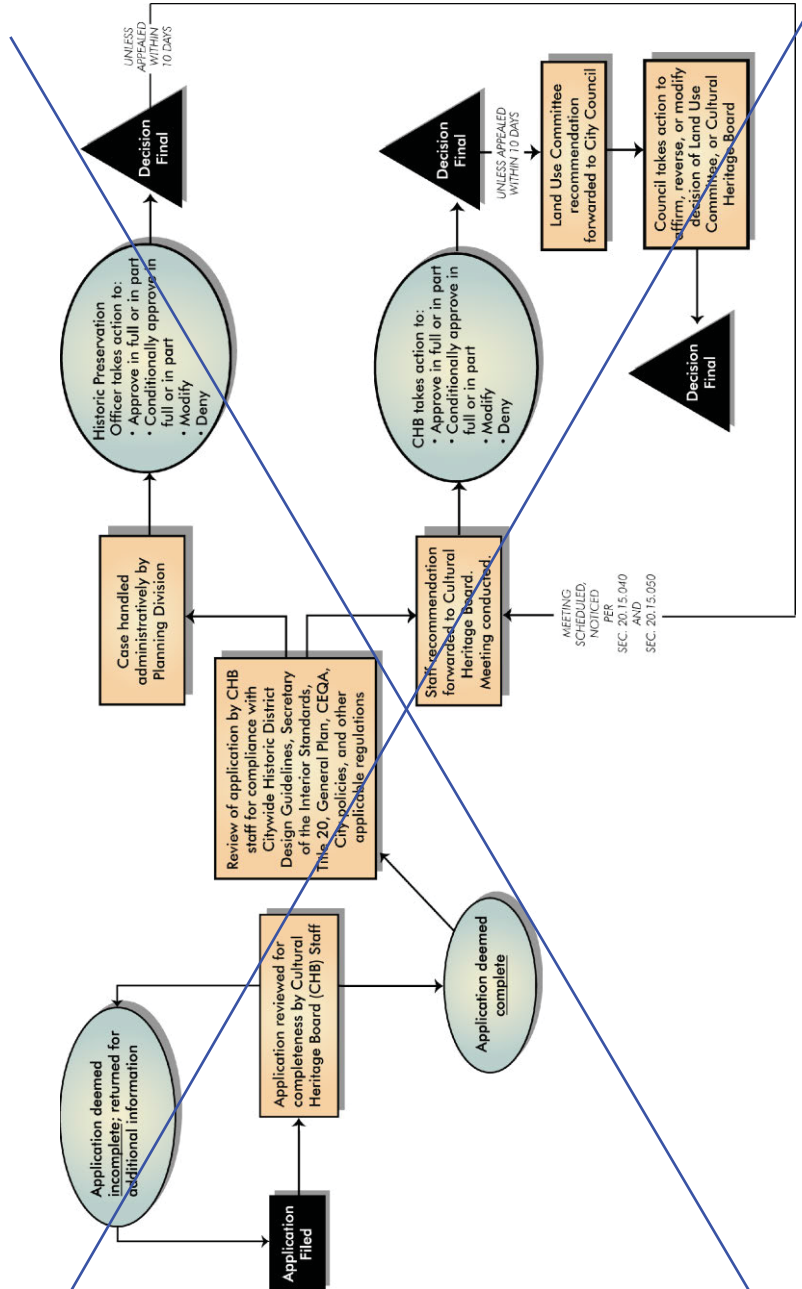 Application
Filed
Application deemed
incomplete; returned for
additional information
Application reviewed for
completeness by Cultural
Heritage Board (CHB) Staff
Application deemed
complete
Review of application by CHB
staff for compliance with
Citywide Historic District
Design Guidelines, Secretary
of the Interior Standards,
Title 20, General Plan, CEQA,
City policies, and other
applicable regulations
Case handled
administratively by
Planning Division
Historic Preservation
Officer takes action to:
• Approve in full or in part
• Conditionally approve in
full or in part
• Modify
• Deny
Decision
Final
UNLESS
APPEALED
WITHIN
10 DAYS
MEETING
SCHEDULED,
NOTICED
PER
SEC. 20.15.040
AND
SEC. 20.15.050
Staff recommendation
forwarded to Cultural
Heritage Board.
Meeting conducted.
CHB takes action to:
• Approve in full or in part
• Conditionally approve in
full or in part
• Modify
• Deny
Decision
Final
UNLESS APPEALED
WITHIN 10 DAYS
Land Use Committee
recommendation
forwarded to City Council
Council takes action to
affirm, reverse, or modify
decision of Land Use
Committee, or Cultural
Heritage Board
Decision
Final